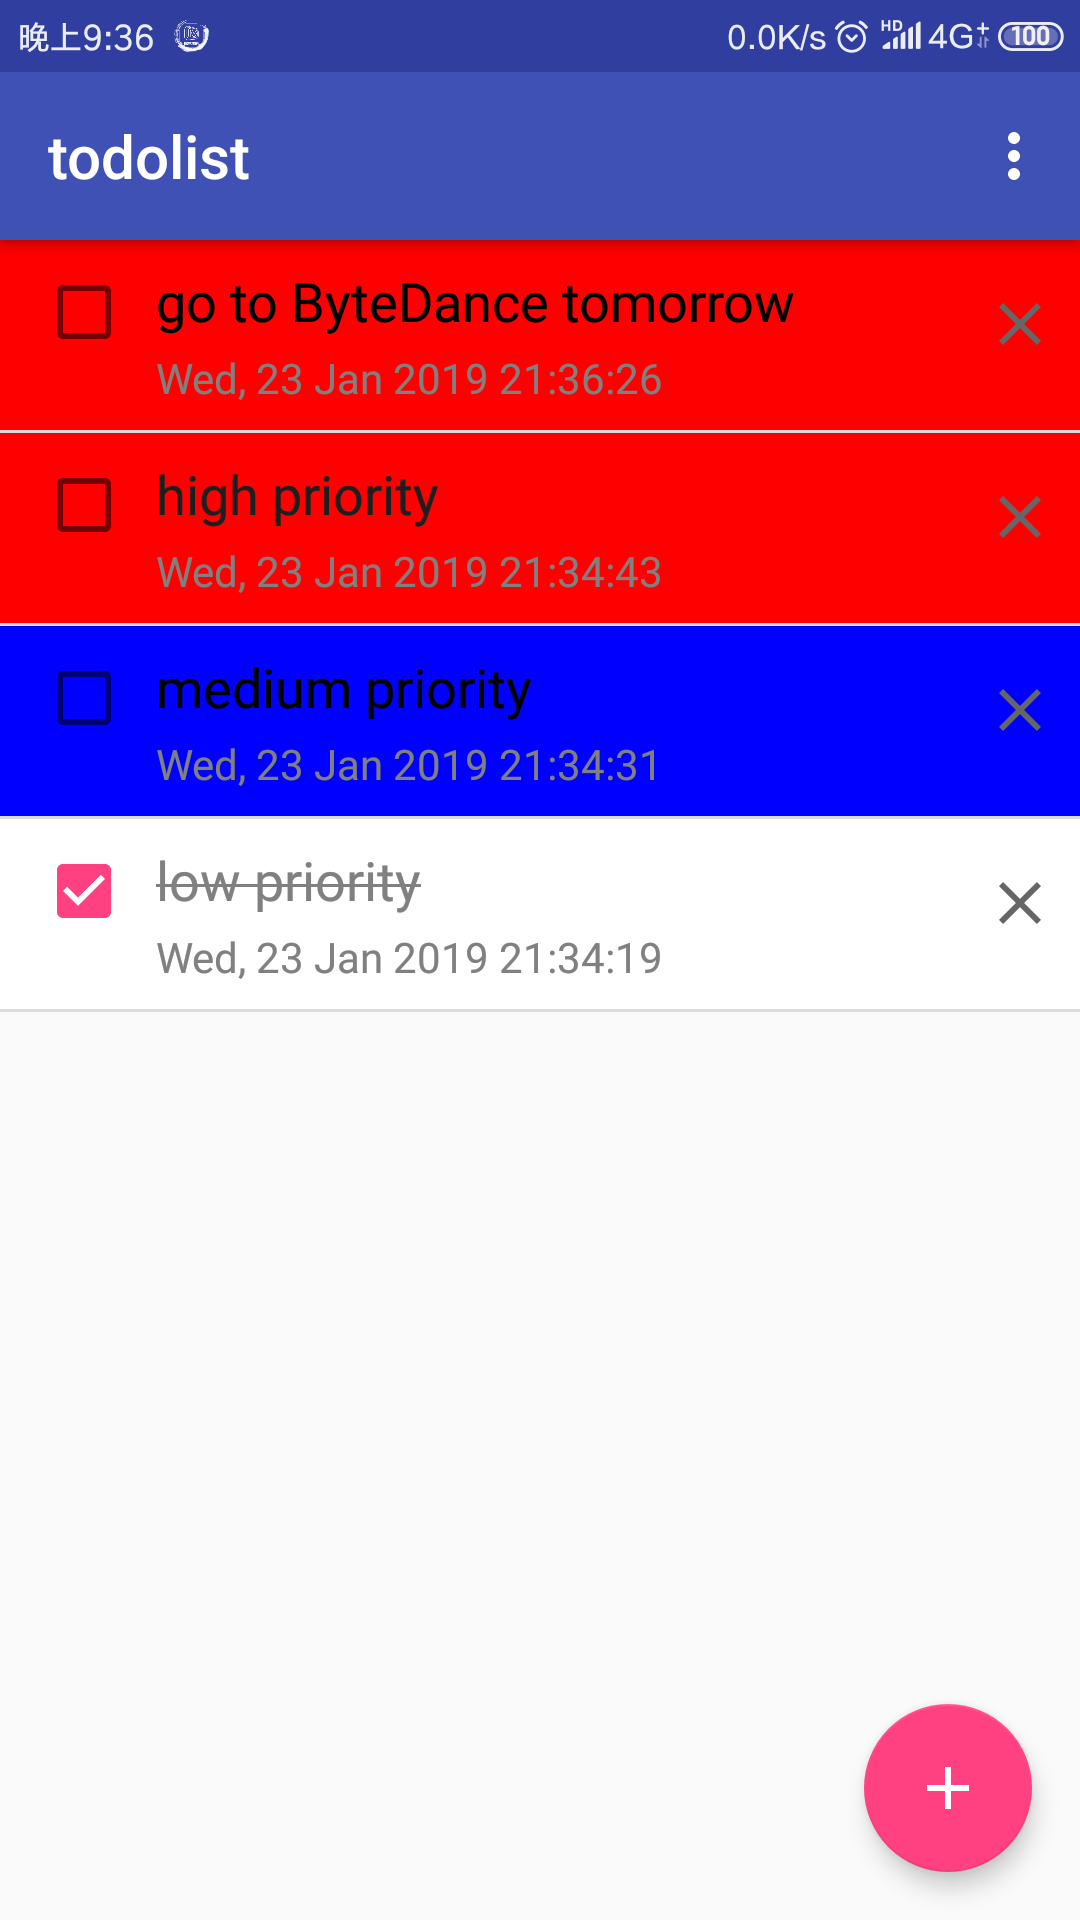 晚上9:36 0.0K/s HD 4G+ 100
todolist
go to ByteDance tomorrow
Wed, 23 Jan 2019 21:36:26
high priority
Wed, 23 Jan 2019 21:34:43
medium priority
Wed, 23 Jan 2019 21:34:31
low priority
Wed, 23 Jan 2019 21:34:19